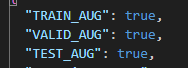 {
"TRAIN_AUG": true,
"VALID_AUG": true,
"TEST_AUG": true,